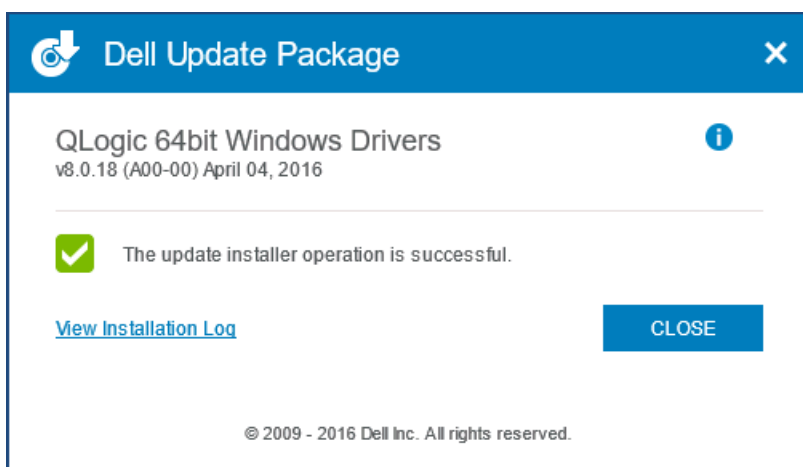 Dell Update Package
QLogic 64bit Windows Drivers
v8.0.18 (A00-00) April 04, 2016
The update installer operation is successful.
View Installation Log
CLOSE
© 2009 - 2016 Dell Inc. All rights reserved.